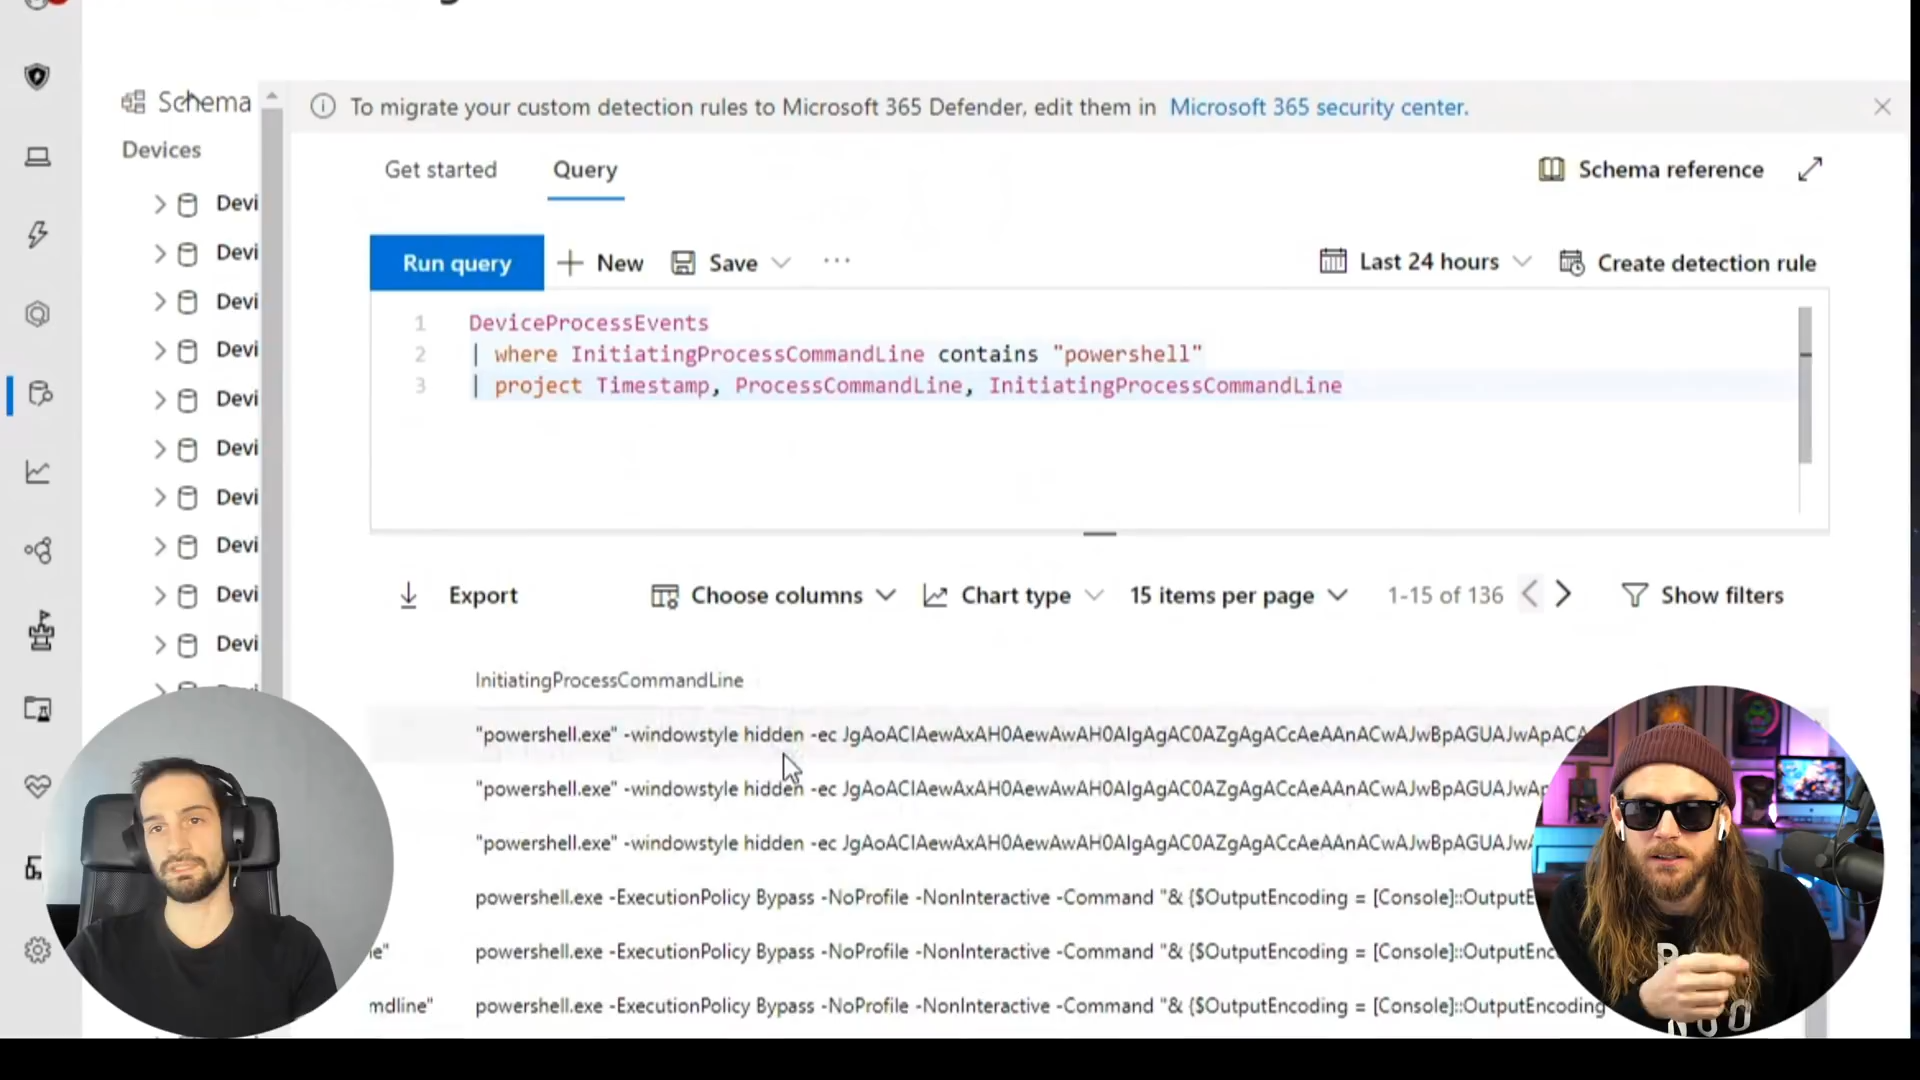 Schema
To migrate your custom detection rules to Microsoft 365 Defender, edit them in Microsoft 365 security center.
Devices
Get started
Query
Schema reference
Devi
Devi
Devi
Devi
Devi
Devi
Devi
Devi
Devi
Devi
Run query
New
Save
...
Last 24 hours
Create detection rule
1 DeviceProcessEvents
2 | where InitiatingProcessCommandLine contains "powershell"
3 | project Timestamp, ProcessCommandLine, InitiatingProcessCommandLine
Export
Choose columns
Chart type
15 items per page
1-15 of 136
Show filters
InitiatingProcessCommandLine
"powershell.exe" -windowstyle hidden -ec JgAoACIAewAxAH0AewAwAH0AIgAgAC0AZgAgACcAeAAnACwAJwBpAGUAJwApACA
"powershell.exe" -windowstyle hidden -ec JgAoACIAewAxAH0AewAwAH0AIgAgAC0AZgAgACcAeAAnACwAJwBpAGUAJwAp
"powershell.exe" -windowstyle hidden -ec JgAoACIAewAxAH0AewAwAH0AIgAgAC0AZgAgACcAeAAnACwAJwBpAGUAJw
powershell.exe -ExecutionPolicy Bypass -NoProfile -NonInteractive -Command "& {$OutputEncoding = [Console]::OutputE
ie" powershell.exe -ExecutionPolicy Bypass -NoProfile -NonInteractive -Command "& {$OutputEncoding = [Console]::OutputEnc
mdline" powershell.exe -ExecutionPolicy Bypass -NoProfile -NonInteractive -Command "& {$OutputEncoding = [Console]::OutputEncoding